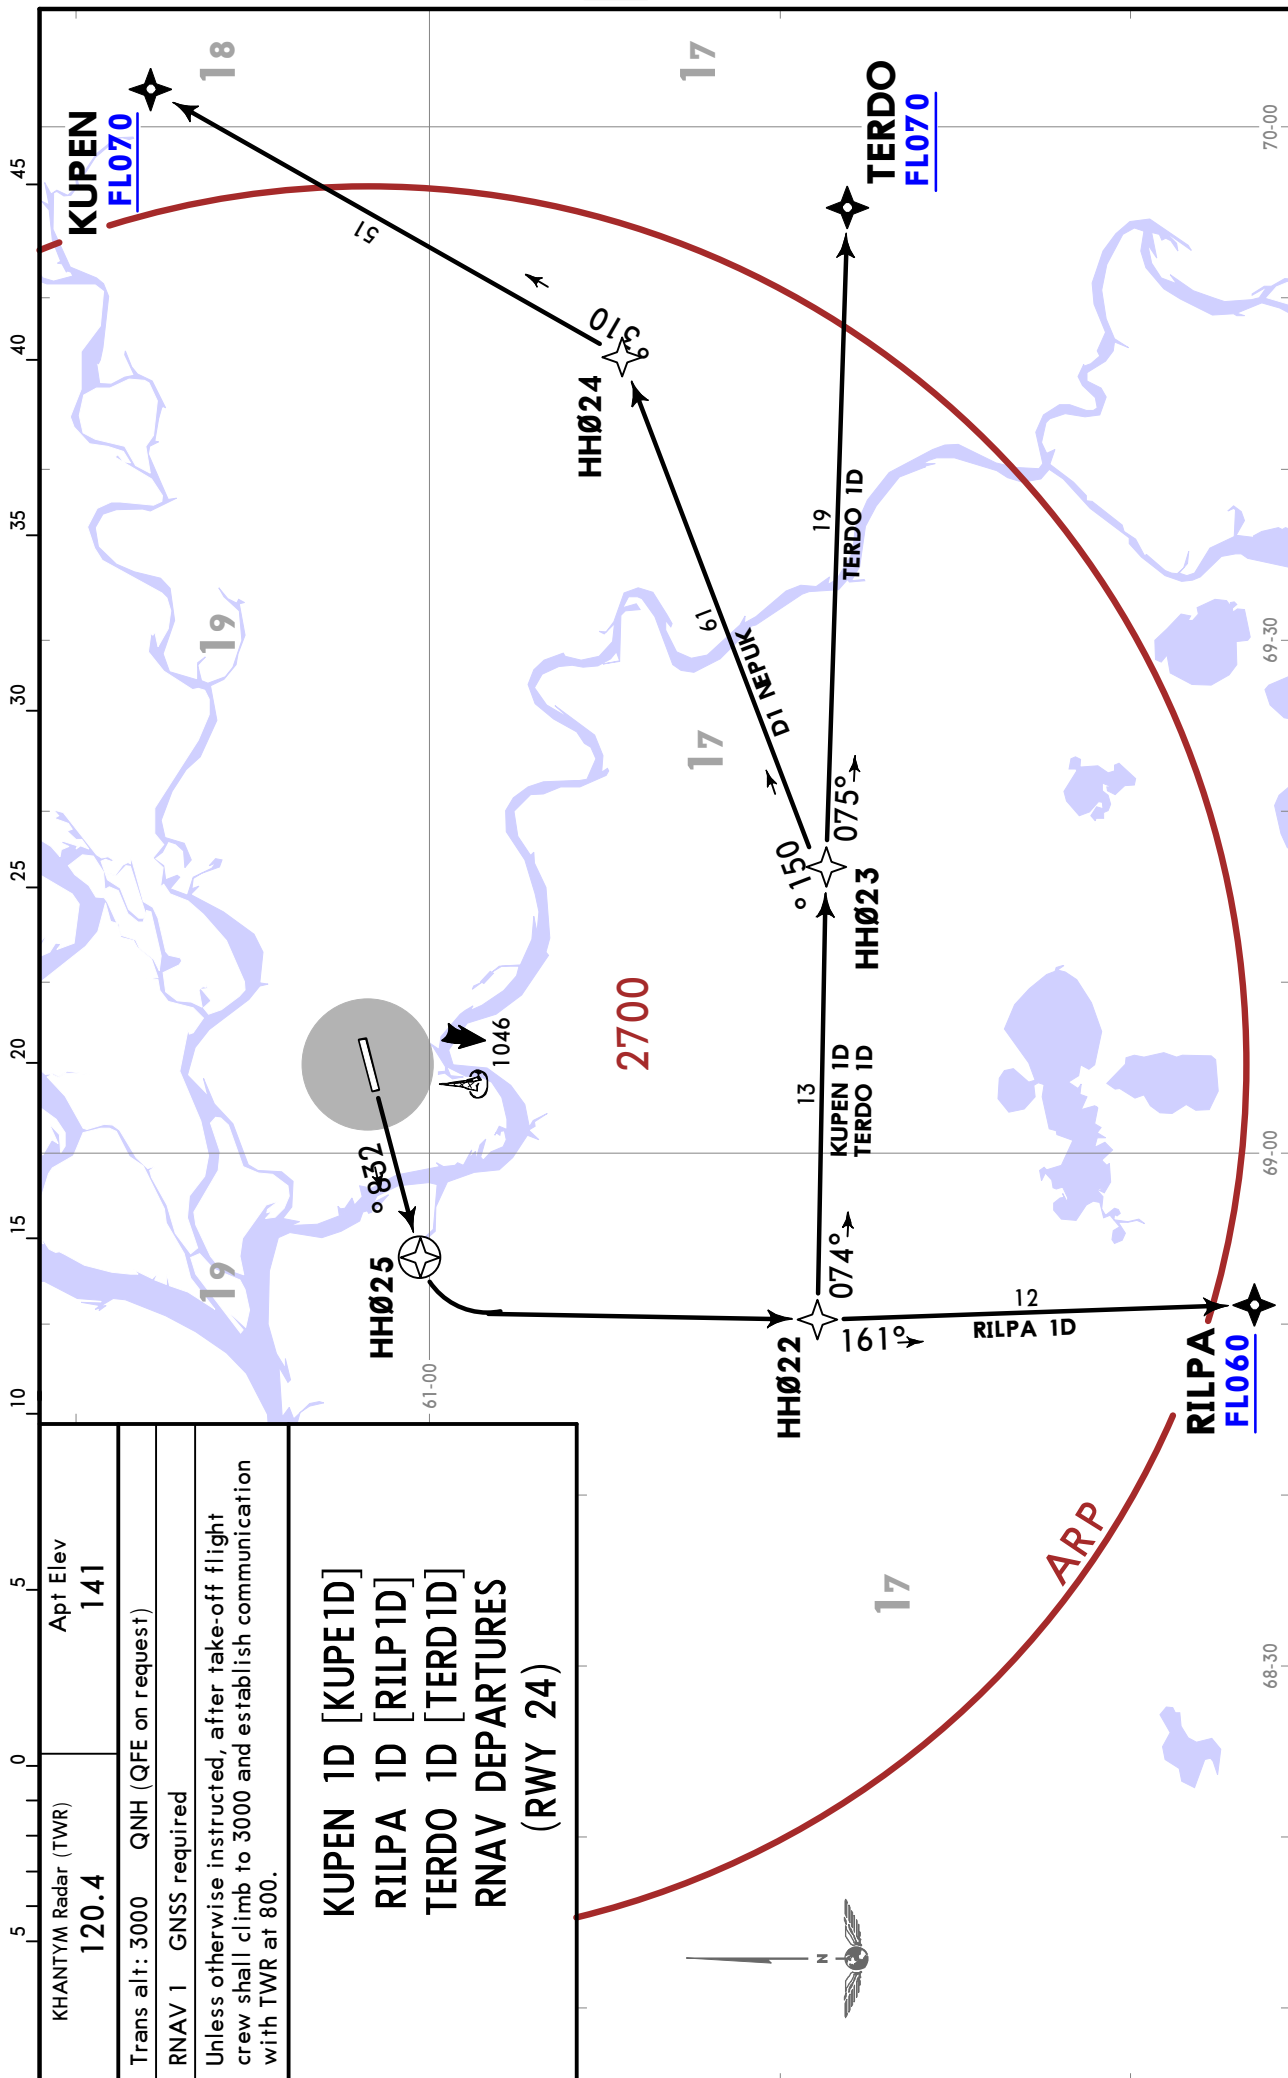 KHANTYM Radar (TWR)
120.4
Apt Elev
141
Trans alt: 3000 QNH (QFE on request)
RNAV 1 GNSS required
Unless otherwise instructed, after take-off flight
crew shall climb to 3000 and establish communication
with TWR at 800.
KUPEN 1D [KUPE1D]
RILPA 1D [RILP1D]
TERDO 1D [TERD1D]
RNAV DEPARTURES
(RWY 24)
5
0
5
10
15
20
25
30
35
40
45
KUPEN
FL070
18
17
19
19
17
17
51
°310
HHØ24
61
D1 NEPUK
°150
TERDO
FL070
19
TERDO 1D
075°
HHØ23
13
KUPEN 1D
TERDO 1D
074°
HHØ22
161°
12
RILPA 1D
RILPA
FL060
°832
HHØ25
1046
2700
ARP
N
61-00
68-30
69-00
69-30
70-00